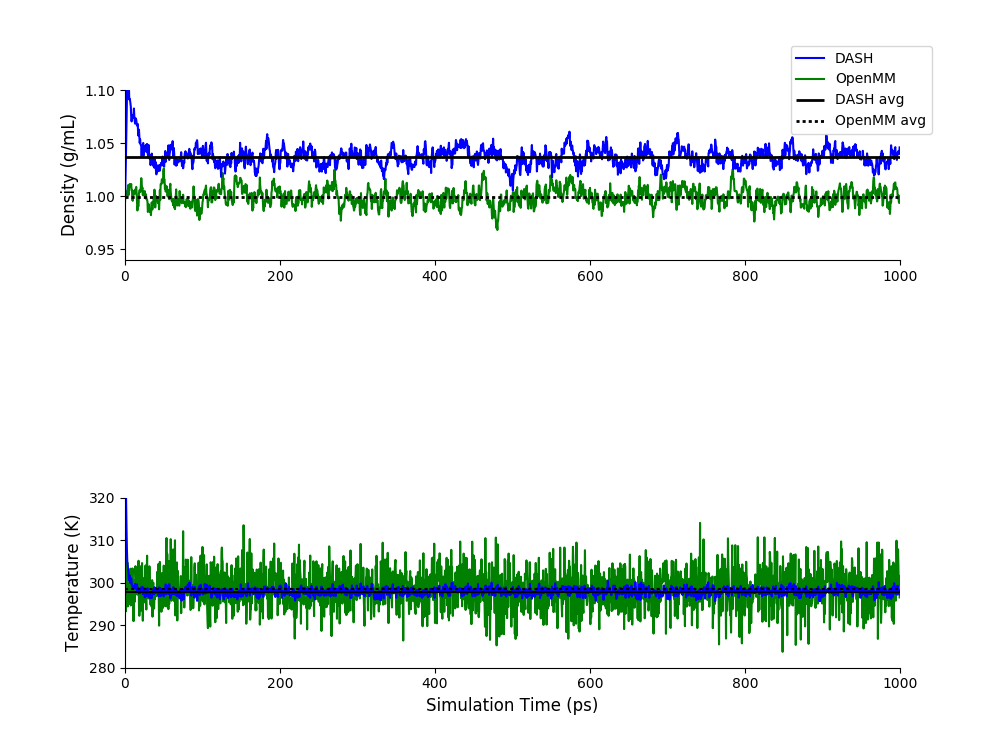 DASH
OpenMM
DASH avg
OpenMM avg
Density (g/mL)
1.10
1.05
1.00
0.95
0 200 400 600 800 1000
Temperature (K)
320
310
300
290
280
0 200 400 600 800 1000
Simulation Time (ps)